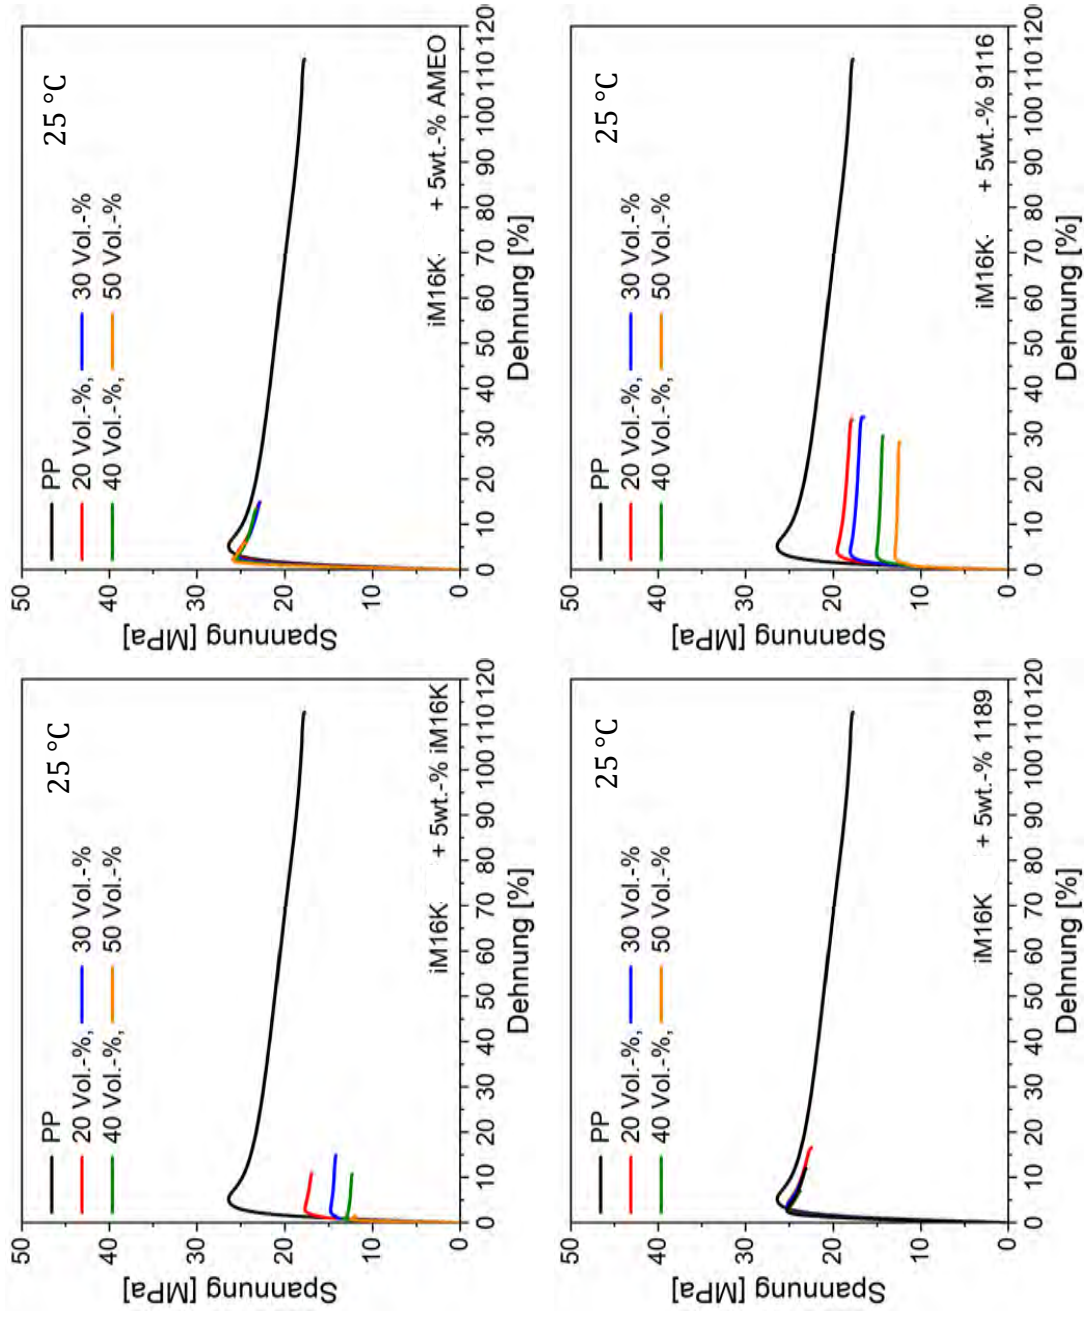 50
40
30
20
10
0
Spannung [MPa]
25 °C
PP
20 Vol.-%, 30 Vol.-%
40 Vol.-%, 50 Vol.-%
iM16K + 5wt.-% iM16K
0 10 20 30 40 50 60 70 80 90 100 110 120
Dehnung [%]
50
40
30
20
10
0
Spannung [MPa]
25 °C
PP
20 Vol.-%, 30 Vol.-%
40 Vol.-%, 50 Vol.-%
iM16K + 5wt.-% AMEO
0 10 20 30 40 50 60 70 80 90 100 110 120
Dehnung [%]
50
40
30
20
10
0
Spannung [MPa]
25 °C
PP
20 Vol.-%, 30 Vol.-%
40 Vol.-%, 50 Vol.-%
iM16K + 5wt.-% 1189
0 10 20 30 40 50 60 70 80 90 100 110 120
Dehnung [%]
50
40
30
20
10
0
Spannung [MPa]
25 °C
PP
20 Vol.-%, 30 Vol.-%
40 Vol.-%, 50 Vol.-%
iM16K + 5wt.-% 9116
0 10 20 30 40 50 60 70 80 90 100 110 120
Dehnung [%]